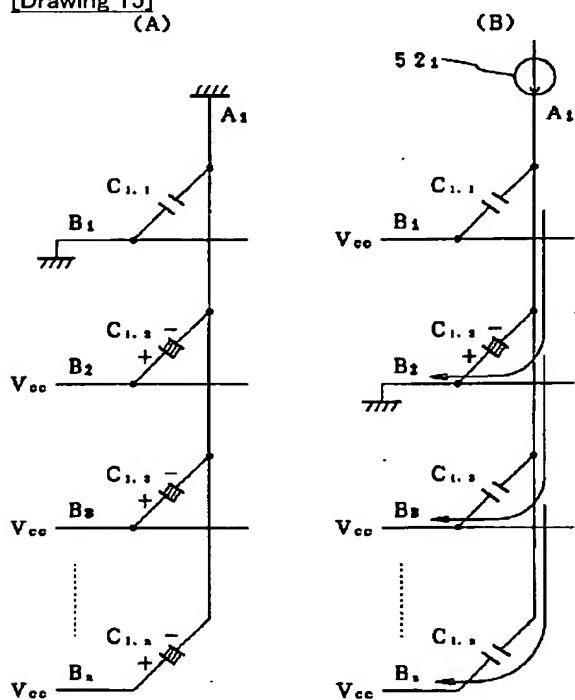 [Drawing 15]
(A)
A₁
C₁.₁
B₁
C₁.₂
−
+
B₂
Vcc
C₁.₃
−
+
B₃
Vcc
C₁.ₙ
−
+
Bₙ
Vcc
(B)
52₁
A₁
C₁.₁
Vcc
B₁
C₁.₂
−
+
B₂
C₁.₃
B₃
Vcc
C₁.ₙ
Bₙ
Vcc